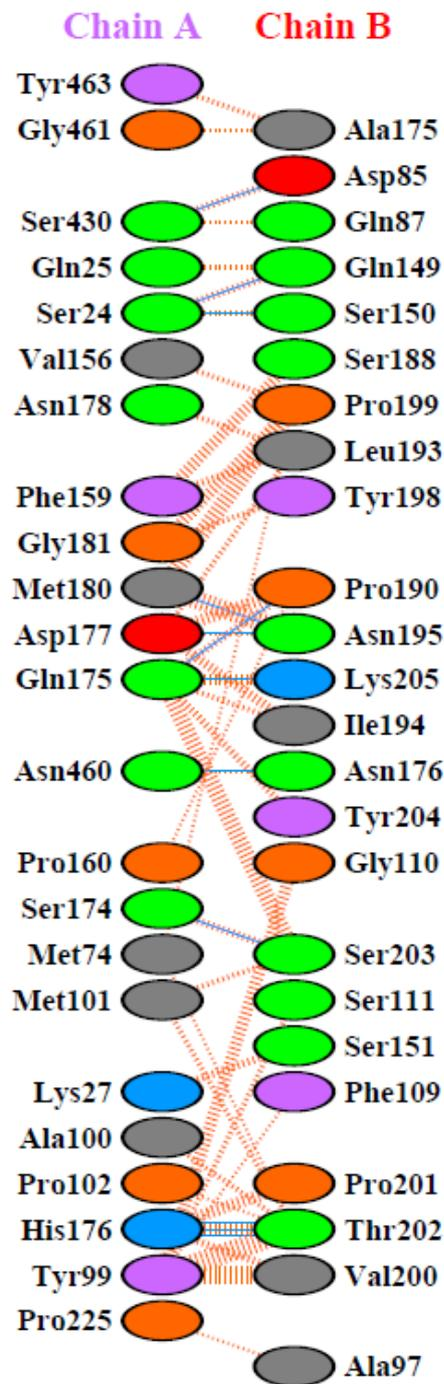 Chain A Chain B
Tyr463
Gly461 Ala175
Asp85
Ser430 Gln87
Gln25 Gln149
Ser24 Ser150
Val156 Ser188
Asn178 Pro199
Leu193
Phe159 Tyr198
Gly181
Met180 Pro190
Asp177 Asn195
Gln175 Lys205
Ile194
Asn460 Asn176
Tyr204
Pro160 Gly110
Ser174
Met74 Ser203
Met101 Ser111
Ser151
Lys27 Phe109
Ala100
Pro102 Pro201
His176 Thr202
Tyr99 Val200
Pro225
Ala97